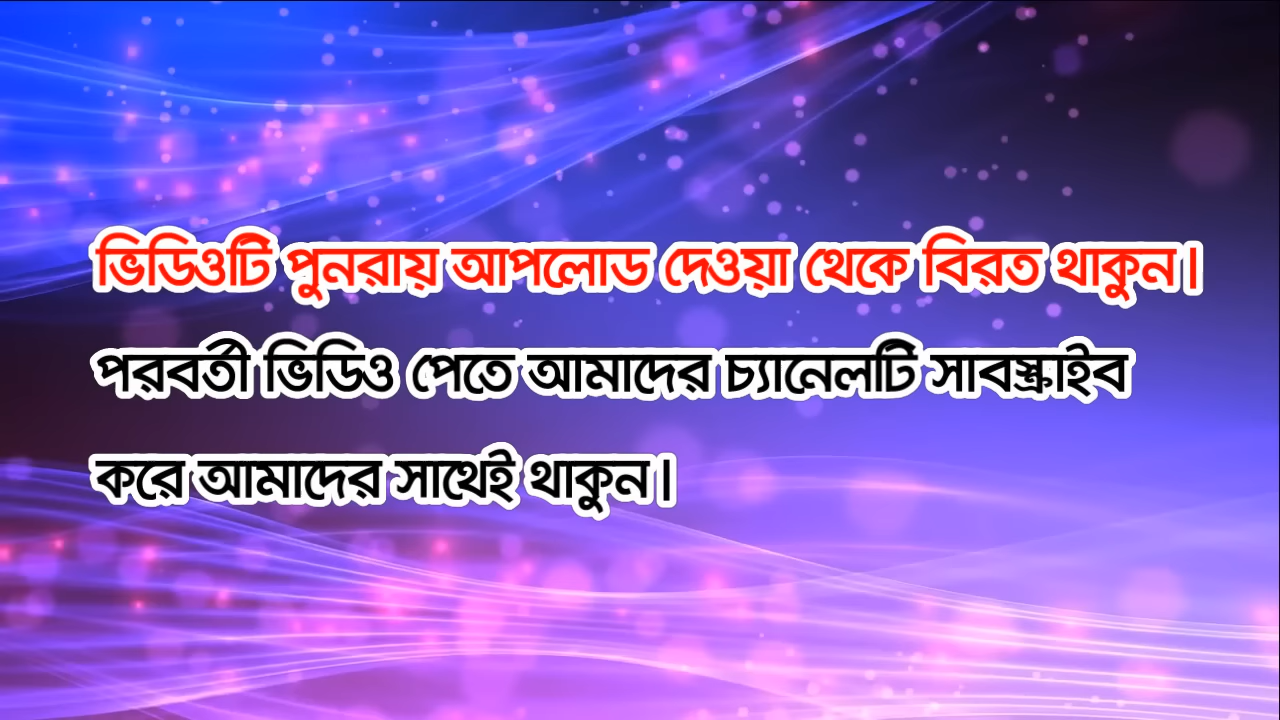 ভিডিওটি পুনরায় আপলোড দেওয়া থেকে বিরত থাকুন।
পরবর্তী ভিডিও পেতে আমাদের চ্যানেলটি সাবস্ক্রাইব
করে আমাদের সাথেই থাকুন।